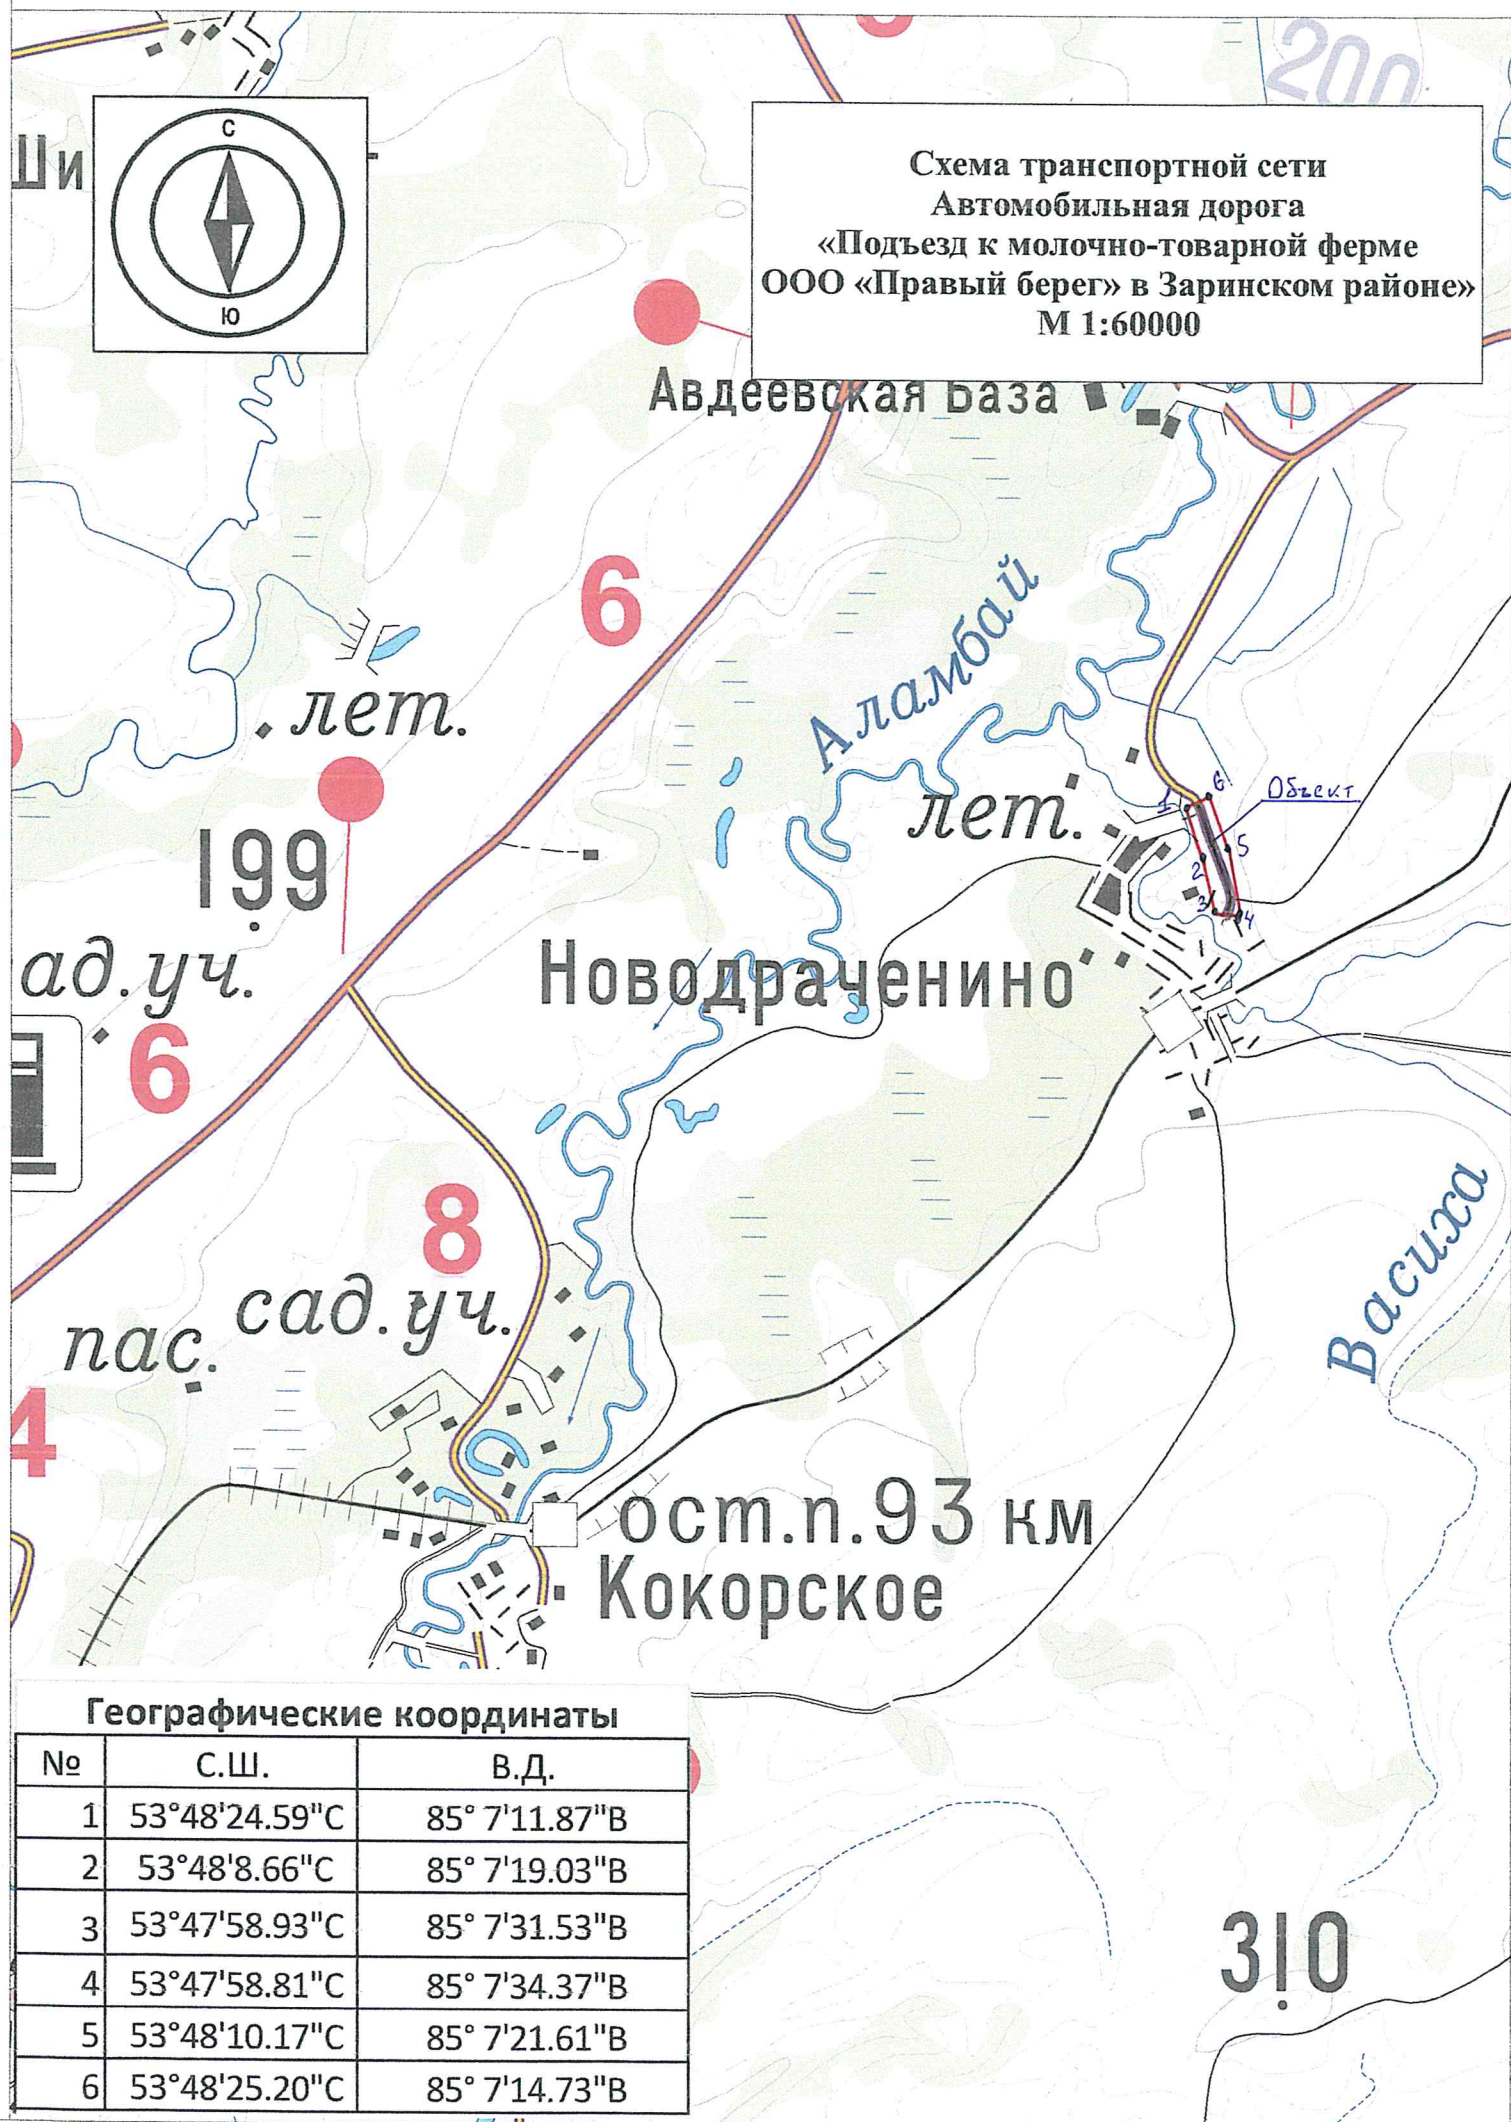 200
С
Ю
Ши
Схема транспортной сети
Автомобильная дорога
«Подъезд к молочно-товарной ферме
ООО «Правый берег» в Заринском районе»
М 1:60000
Авдеевская База
6
Аламбай
лет.
199
лет.
1
6
Объект
5
2
3
4
ад.уч.
Новодраченино
6
8
Васиха
сад.уч.
пас.
4
ост.п.93 км
Кокорское
310
Географические координаты
№ С.Ш. В.Д.
1 53°48'24.59"С 85° 7'11.87"В
2 53°48'8.66"С 85° 7'19.03"В
3 53°47'58.93"С 85° 7'31.53"В
4 53°47'58.81"С 85° 7'34.37"В
5 53°48'10.17"С 85° 7'21.61"В
6 53°48'25.20"С 85° 7'14.73"В